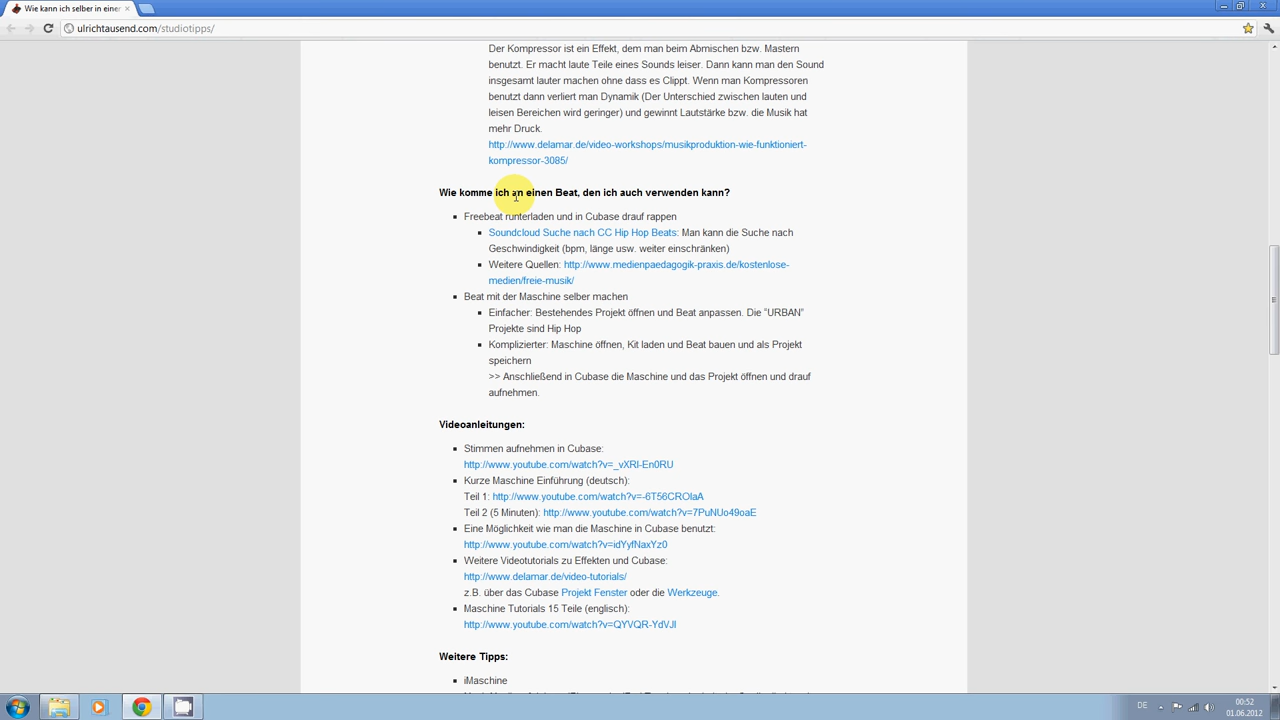 Wie kann ich selber in einer
ulrichtausend.com/studiotipps/
Der Kompressor ist ein Effekt, dem man beim Abmischen bzw. Mastern
benutzt. Er macht laute Teile eines Sounds leiser. Dann kann man den Sound
insgesamt lauter machen ohne dass es Clippt. Wenn man Kompressoren
benutzt dann verliert man Dynamik (Der Unterschied zwischen lauten und
leisen Bereichen wird geringer) und gewinnt Lautstärke bzw. die Musik hat
mehr Druck.
http://www.delamar.de/video-workshops/musikproduktion-wie-funktioniert-
kompressor-3085/
Wie komme ich an einen Beat, den ich auch verwenden kann?
Freebeat runterladen und in Cubase drauf rappen
Soundcloud Suche nach CC Hip Hop Beats: Man kann die Suche nach
Geschwindigkeit (bpm, länge usw. weiter einschränken)
Weitere Quellen: http://www.medienpaedagogik-praxis.de/kostenlose-
medien/freie-musik/
Beat mit der Maschine selber machen
Einfacher: Bestehendes Projekt öffnen und Beat anpassen. Die "URBAN"
Projekte sind Hip Hop
Komplizierter: Maschine öffnen, Kit laden und Beat bauen und als Projekt
speichern
>> Anschließend in Cubase die Maschine und das Projekt öffnen und drauf
aufnehmen.
Videoanleitungen:
Stimmen aufnehmen in Cubase:
http://www.youtube.com/watch?v=_vXRI-En0RU
Kurze Maschine Einführung (deutsch):
Teil 1: http://www.youtube.com/watch?v=-6T56CROIaA
Teil 2 (5 Minuten): http://www.youtube.com/watch?v=7PuNUo49oaE
Eine Möglichkeit wie man die Maschine in Cubase benutzt:
http://www.youtube.com/watch?v=idYyfNaxYz0
Weitere Videotutorials zu Effekten und Cubase:
http://www.delamar.de/video-tutorials/
z.B. über das Cubase Projekt Fenster oder die Werkzeuge.
Maschine Tutorials 15 Teile (englisch):
http://www.youtube.com/watch?v=QYVQR-YdVJI
Weitere Tipps:
iMaschine
DE
00:52
01.06.2012